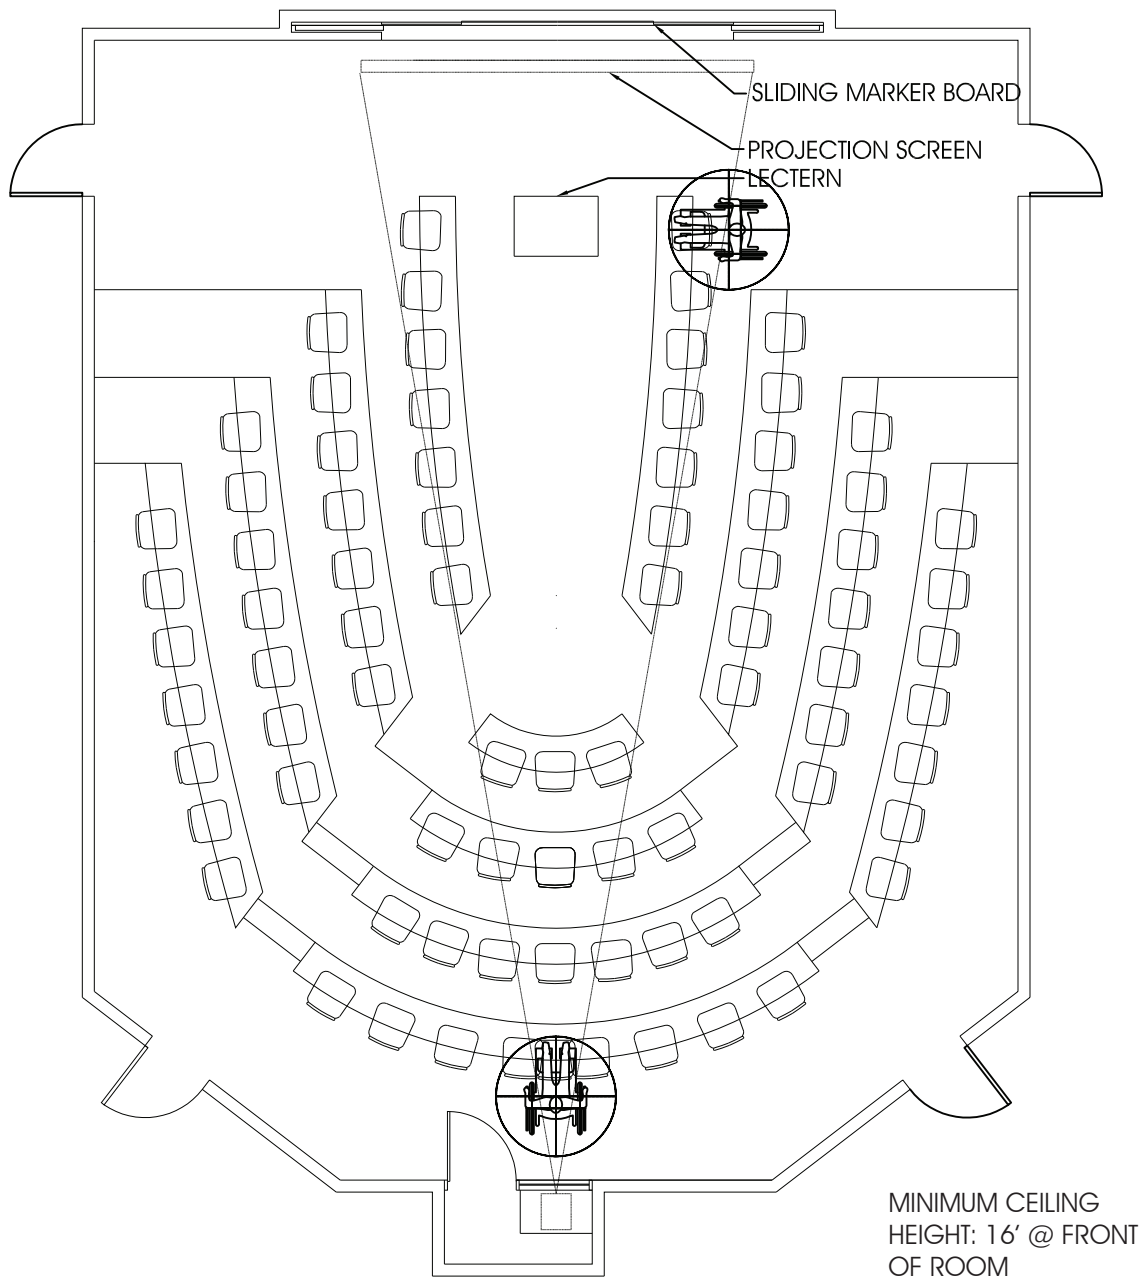 SLIDING MARKER BOARD
PROJECTION SCREEN
LECTERN
MINIMUM CEILING
HEIGHT: 16' @ FRONT
OF ROOM